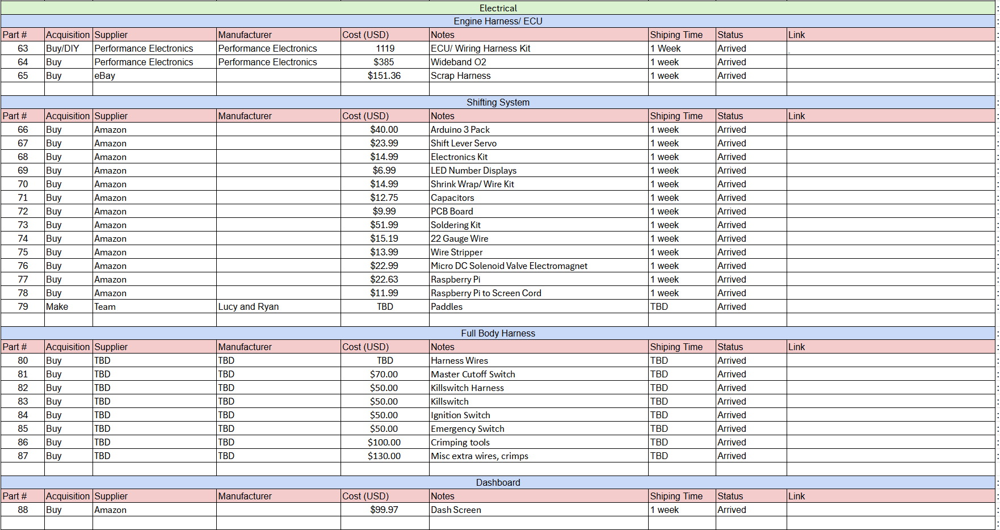 Electrical
Engine Harness/ ECU
Part # Acquisition Supplier Manufacturer Cost (USD) Notes Shiping Time Status Link
63 Buy/DIY Performance Electronics Performance Electronics 1119 ECU/ Wiring Harness Kit 1 Week Arrived
64 Buy Performance Electronics Performance Electronics $385 Wideband O2 1 week Arrived
65 Buy eBay $151.36 Scrap Harness 1 week Arrived
Shifting System
Part # Acquisition Supplier Manufacturer Cost (USD) Notes Shiping Time Status Link
66 Buy Amazon $40.00 Arduino 3 Pack 1 week Arrived
67 Buy Amazon $23.99 Shift Lever Servo 1 week Arrived
68 Buy Amazon $14.99 Electronics Kit 1 week Arrived
69 Buy Amazon $6.99 LED Number Displays 1 week Arrived
70 Buy Amazon $14.99 Shrink Wrap/ Wire Kit 1 week Arrived
71 Buy Amazon $12.75 Capacitors 1 week Arrived
72 Buy Amazon $9.99 PCB Board 1 week Arrived
73 Buy Amazon $51.99 Soldering Kit 1 week Arrived
74 Buy Amazon $15.19 22 Gauge Wire 1 week Arrived
75 Buy Amazon $13.99 Wire Stripper 1 week Arrived
76 Buy Amazon $22.99 Micro DC Solenoid Valve Electromagnet 1 week Arrived
77 Buy Amazon $22.63 Raspberry Pi 1 week Arrived
78 Buy Amazon $11.99 Raspberry Pi to Screen Cord 1 week Arrived
79 Make Team Lucy and Ryan TBD Paddles TBD Arrived
Full Body Harness
Part # Acquisition Supplier Manufacturer Cost (USD) Notes Shiping Time Status Link
80 Buy TBD TBD TBD Harness Wires TBD Arrived
81 Buy TBD TBD $70.00 Master Cutoff Switch TBD Arrived
82 Buy TBD TBD $50.00 Killswitch Harness TBD Arrived
83 Buy TBD TBD $50.00 Killswitch TBD Arrived
84 Buy TBD TBD $50.00 Ignition Switch TBD Arrived
85 Buy TBD TBD $50.00 Emergency Switch TBD Arrived
86 Buy TBD TBD $100.00 Crimping tools TBD Arrived
87 Buy TBD TBD $130.00 Misc extra wires, crimps TBD Arrived
Dashboard
Part # Acquisition Supplier Manufacturer Cost (USD) Notes Shiping Time Status Link
88 Buy Amazon $99.97 Dash Screen 1 week Arrived